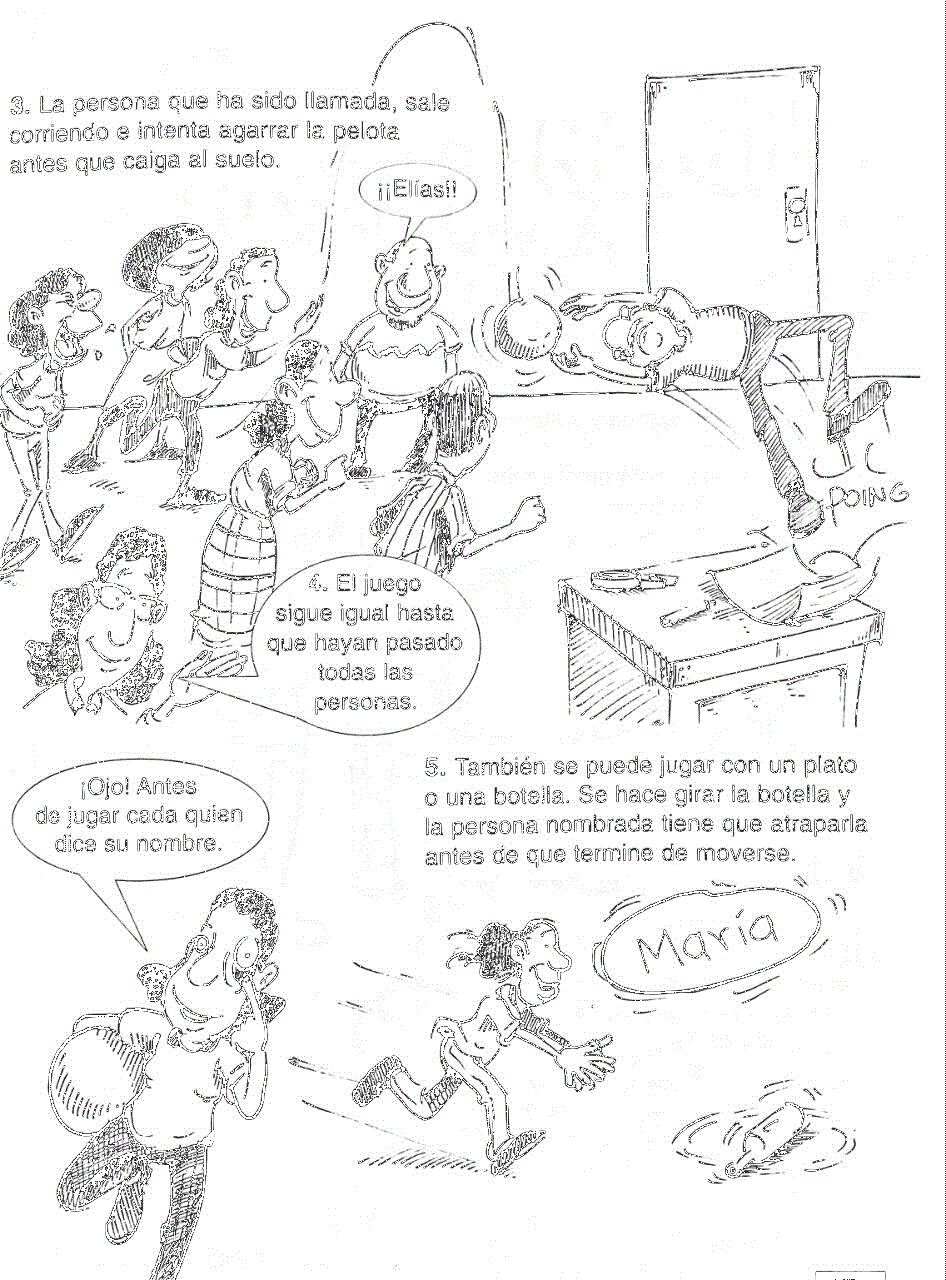 3. La persona que ha sido llamada, sale
corriendo e intenta agarrar la pelota
antes que caiga al suelo.
¡¡Elías!!
POING
4. El juego
sigue igual hasta
que hayan pasado
todas las
personas.
¡Ojo! Antes
de jugar cada quien
dice su nombre.
5. También se puede jugar con un plato
o una botella. Se hace girar la botella y
la persona nombrada tiene que atraparla
antes de que termine de moverse.
María